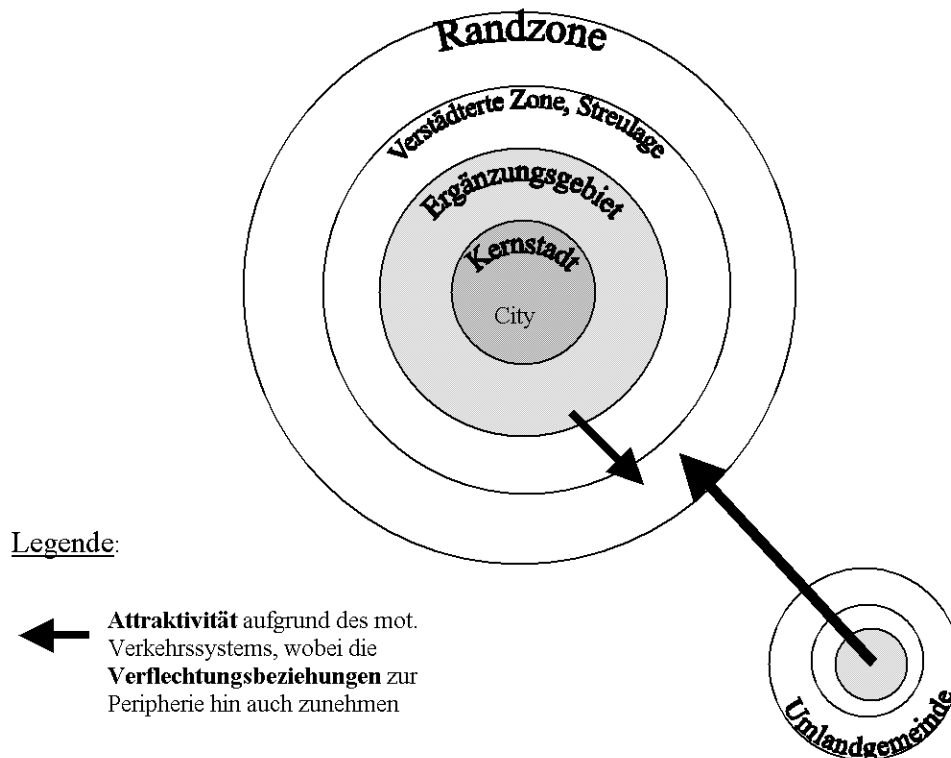 Randzone
Verstädterte Zone, Streulage
Ergänzungsgebiet
Kernstadt
City
Legende:
Attraktivität aufgrund des mot.
Verkehrssystems, wobei die
Verflechtungsbeziehungen zur
Peripherie hin auch zunehmen
Umlandgemeinde